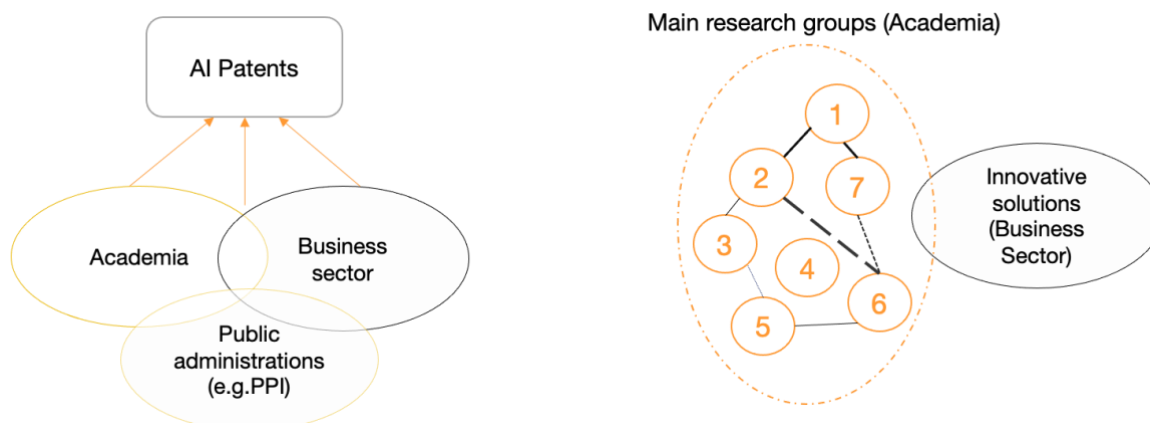 AI Patents
Academia
Business
sector
Public
administrations
(e.g.PPI)
Main research groups (Academia)
1
2
7
3
4
6
5
Innovative
solutions
(Business
Sector)